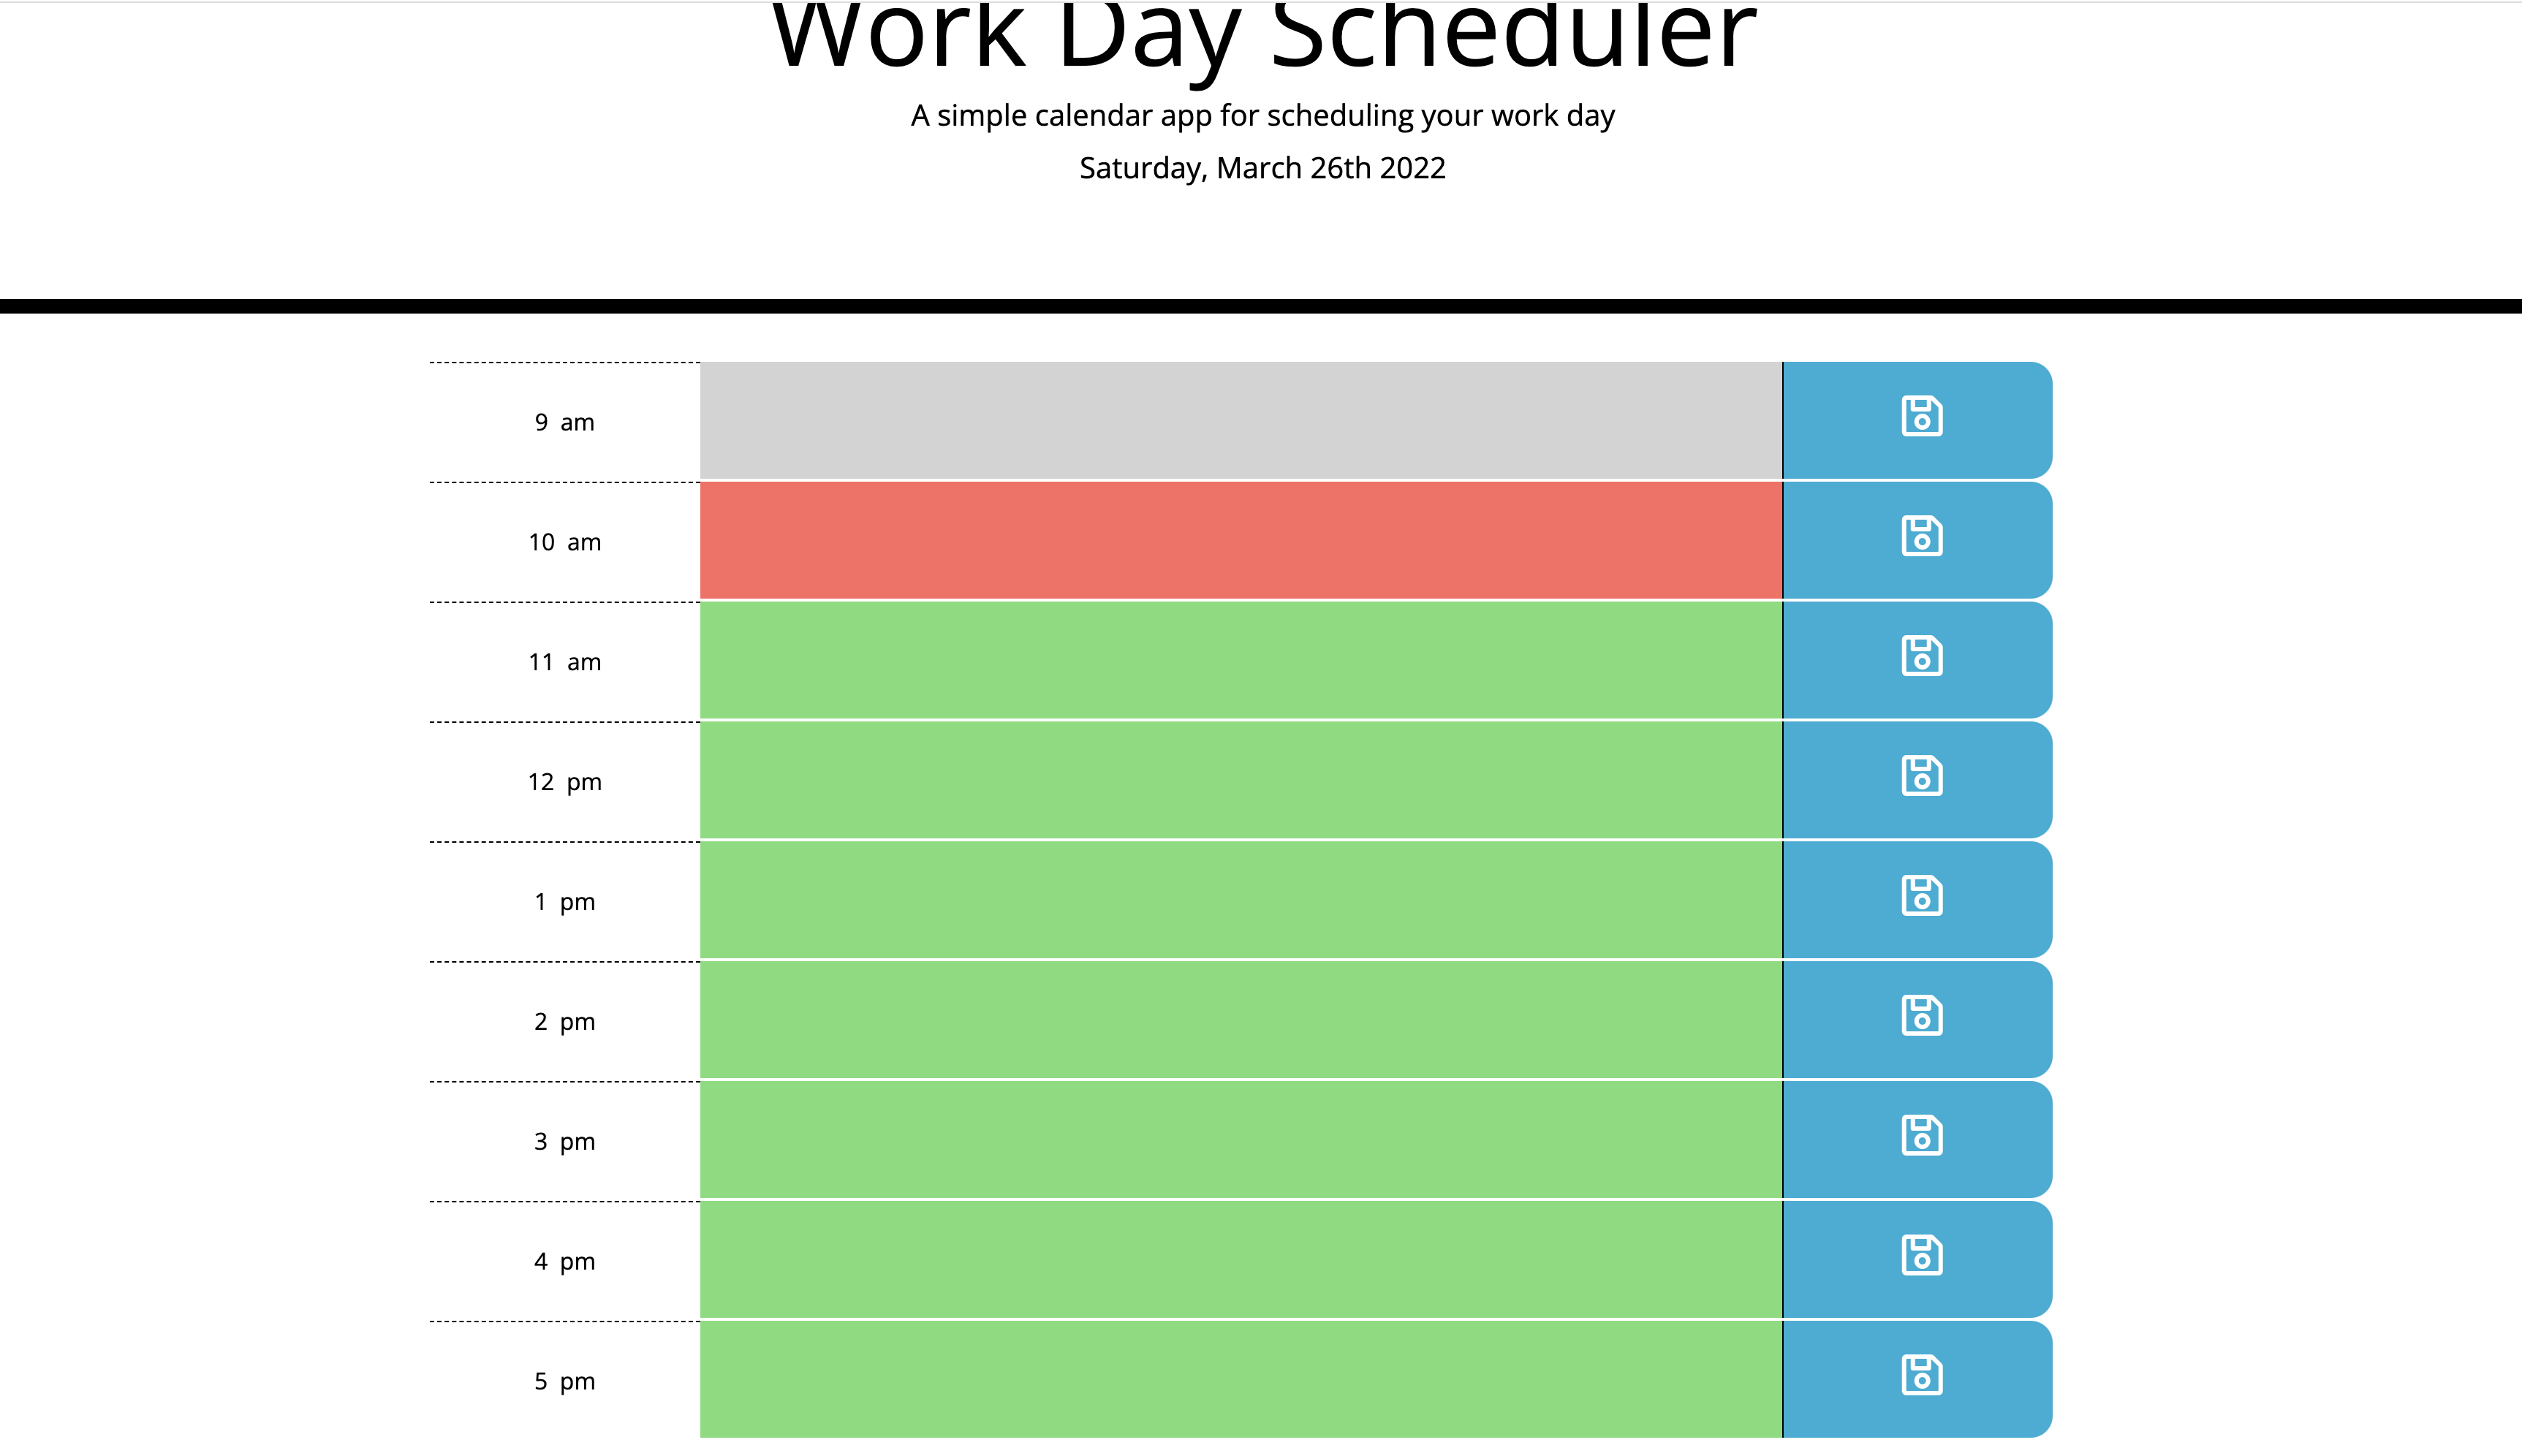 Work Day Scheduler
A simple calendar app for scheduling your work day
Saturday, March 26th 2022
9 am
10 am
11 am
12 pm
1 pm
2 pm
3 pm
4 pm
5 pm